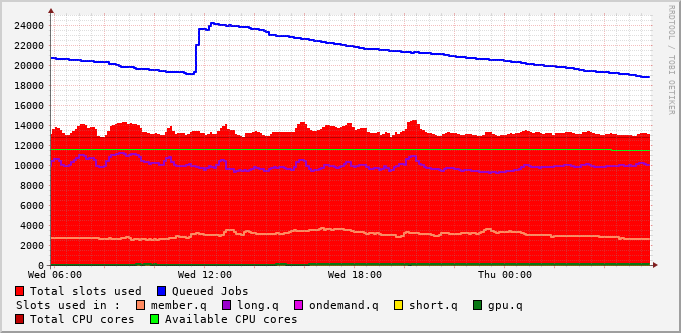 24000
22000
20000
18000
16000
14000
12000
10000
8000
6000
4000
2000
0
Wed 06:00 Wed 12:00 Wed 18:00 Thu 00:00
Total slots used Queued Jobs
Slots used in : member.q long.q ondemand.q short.q gpu.q
Total CPU cores Available CPU cores
RRDTOOL / TOBI OETIKER